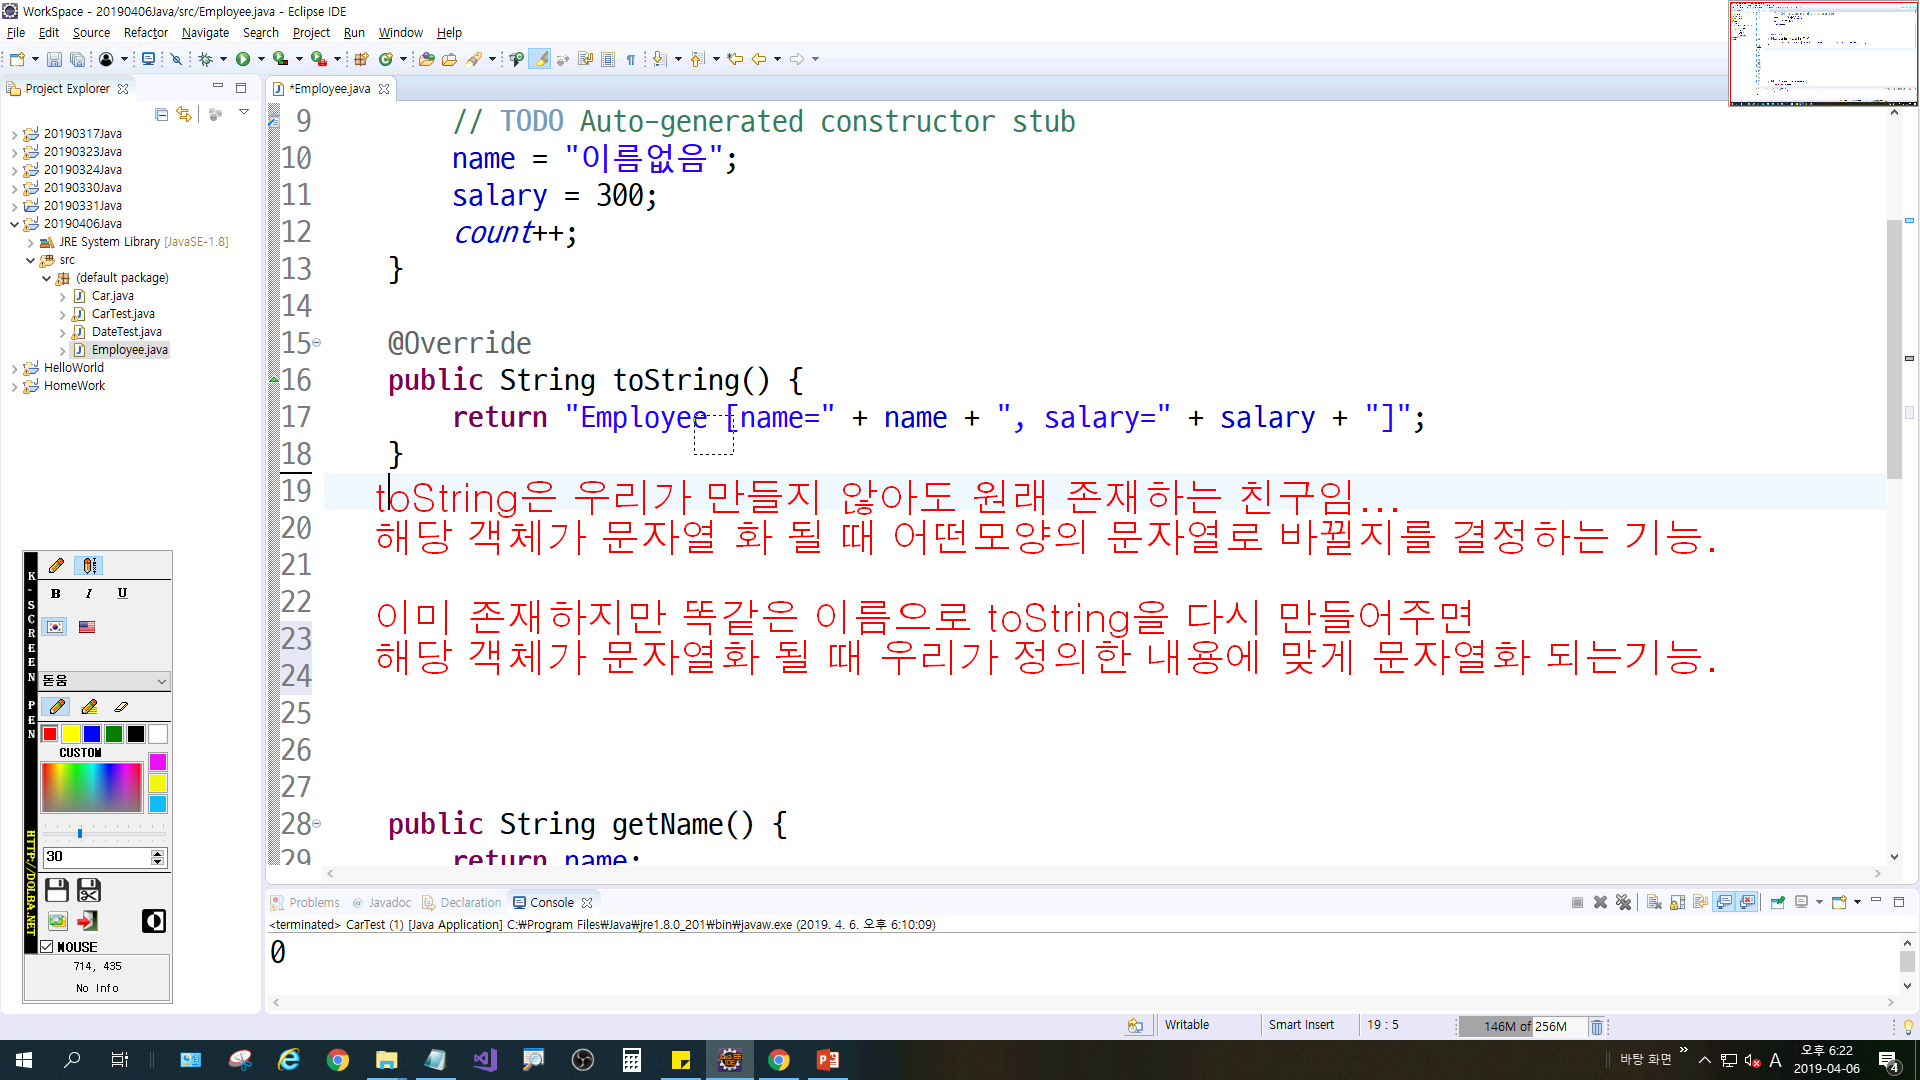 WorkSpace - 20190406Java/src/Employee.java - Eclipse IDE
File Edit Source Refactor Navigate Search Project Run Window Help
Project Explorer
*Employee.java
20190317Java
20190323Java
20190324Java
20190330Java
20190331Java
20190406Java
JRE System Library [JavaSE-1.8]
src
(default package)
Car.java
CarTest.java
DateTest.java
Employee.java
HelloWorld
HomeWork
9 // TODO Auto-generated constructor stub
10 name = "이름없음";
11 salary = 300;
12 count++;
13 }
14
15 @Override
16 public String toString() {
17 return "Employee [name=" + name + ", salary=" + salary + "]";
18 }
19
toString은 우리가 만들지 않아도 원래 존재하는 친구임...
20
해당 객체가 문자열 화 될 때 어떤모양의 문자열로 바뀔지를 결정하는 기능.
21
22
이미 존재하지만 똑같은 이름으로 toString을 다시 만들어주면
23
해당 객체가 문자열화 될 때 우리가 정의한 내용에 맞게 문자열화 되는기능.
24
25
26
27
28 public String getName() {
29 return name;
K-SCREEN PEN
HTTP://DOLBA.NET
B I U
돋움
CUSTOM
30
MOUSE
714, 435
No Info
Problems @ Javadoc Declaration Console
<terminated> CarTest (1) [Java Application] C:₩Program Files₩Java₩jre1.8.0_201₩bin₩javaw.exe (2019. 4. 6. 오후 6:10:09)
0
Writable Smart Insert 19 : 5 146M of 256M
바탕 화면 A 오후 6:22
2019-04-06
4